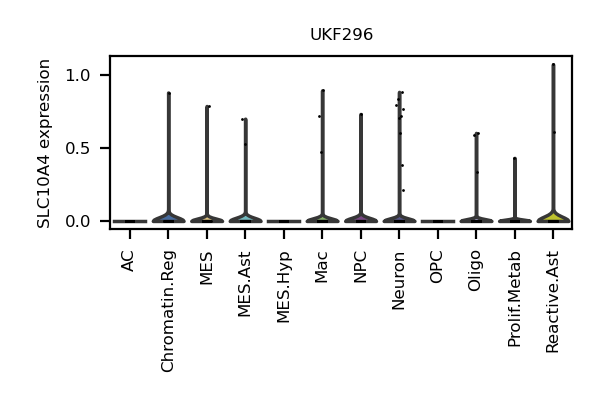 UKF296
SLC10A4 expression
1.0
0.5
0.0
AC
Chromatin.Reg
MES
MES.Ast
MES.Hyp
Mac
NPC
Neuron
OPC
Oligo
Prolif.Metab
Reactive.Ast